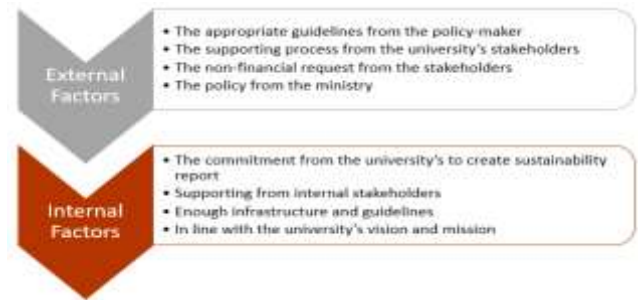 External
Factors
• The appropriate guidelines from the policy-maker
• The supporting process from the university's stakeholders
• The non-financial request from the stakeholders
• The policy from the ministry
Internal
Factors
• The commitment from the university's to create sustainability
report
• Supporting from internal stakeholders
• Enough infrastructure and guidelines
• In line with the university's vision and mission